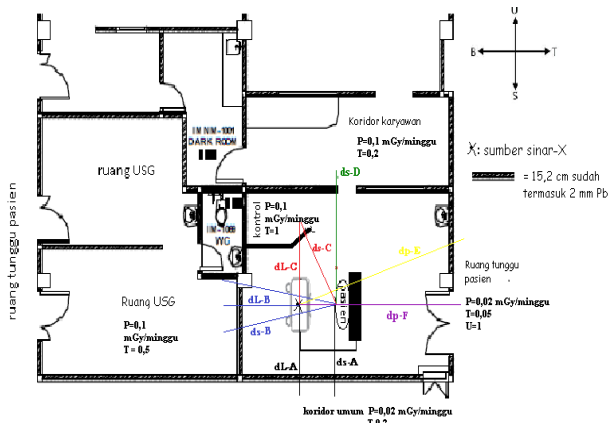 U
B
T
S
Koridor karyawan
P=0,1 mGy/minggu
T=0,2
DARK ROOM
ruang USG
ds-D
: sumber sinar-X
= 15,2 cm sudah
termasuk 2 mm Pb
kontrol
P=0,1
mGy/minggu
T=1
WC
ds-C
dL-C
dp-E
ruang tunggu pasien
Ruang USG
P=0,1
mGy/minggu
T = 0,5
dL-B
ds-B
pasien
dp-F
Ruang tunggu
pasien
P=0,02 mGy/minggu
T=0,05
U=1
dL-A
ds-A
koridor umum P=0,02 mGy/minggu
T 0,2